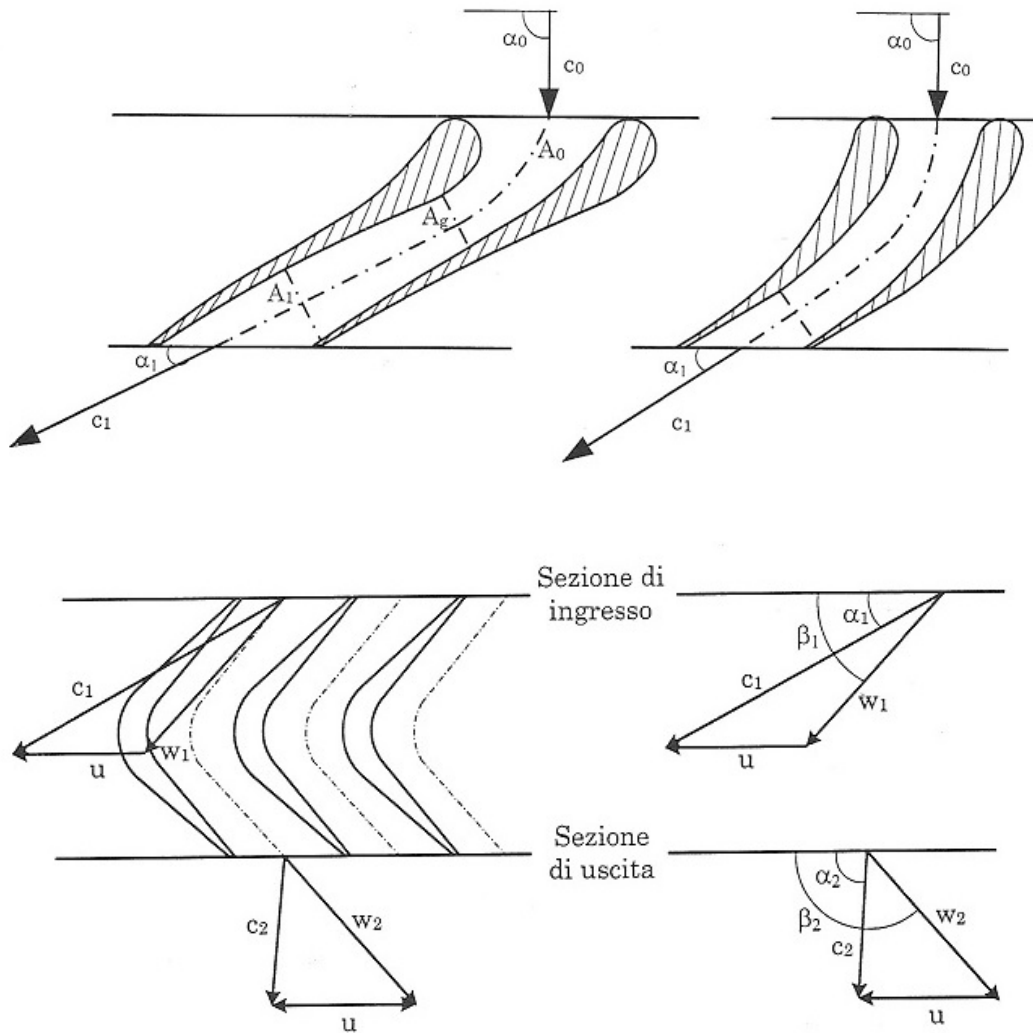 α₀
c₀
A₀
A_g
A₁
α₁
c₁
α₀
c₀
α₁
c₁
Sezione di
ingresso
c₁
w₁
u
α₁
β₁
c₁
w₁
u
Sezione
di uscita
c₂
w₂
u
α₂
β₂
c₂
w₂
u